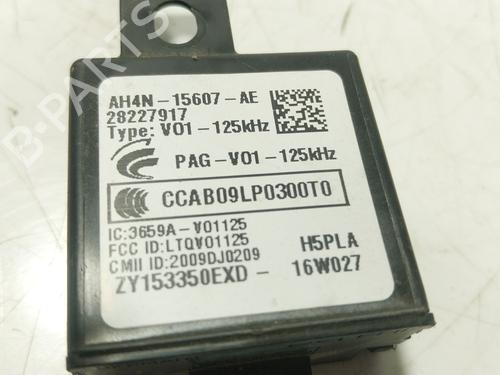 B-PARTS
AH4N-15607-AE
28227917
Type: V01-125kHz
PAG-V01-125kHz
CCAB09LP0300T0
IC:3659A-V01125
FCC ID:LTQV01125
CMII ID:2009DJ0209
H5PLA
ZY153350EXD- 16W027